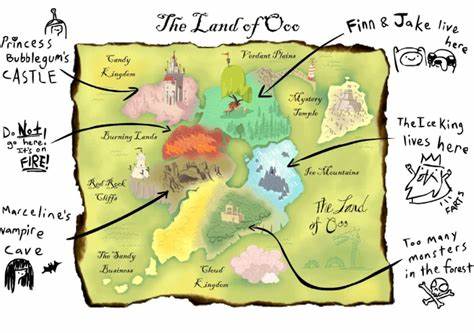 The Land of Ooo
Finn & Jake live
here
Princess
Bubblegum's
CASTLE
Candy
Kingdom
Verdant Plains
Mystery
Temple
Do NOT!
go here!
It's on
FIRE!
Burning Lands
The Ice King
lives here
FARTS
Red Rock
Cliffs
Ice Mountains
Marceline's
vampire
cave
The Land
of Ooo
The Sandy
Business
Cloud
Kingdom
Too many
monsters
in the forest